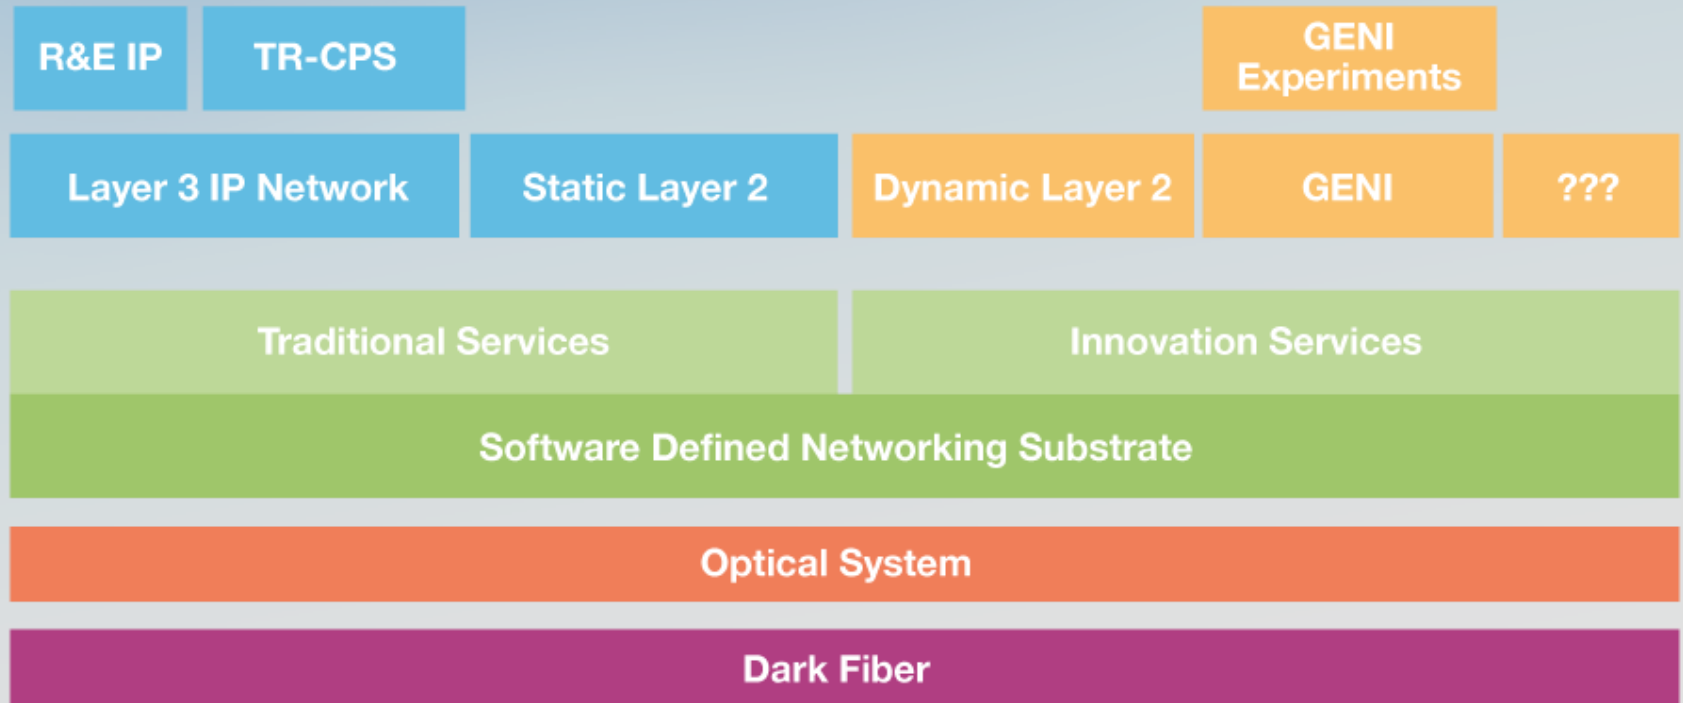 R&E IP
TR-CPS
GENI
Experiments
Layer 3 IP Network
Static Layer 2
Dynamic Layer 2
GENI
???
Traditional Services
Innovation Services
Software Defined Networking Substrate
Optical System
Dark Fiber